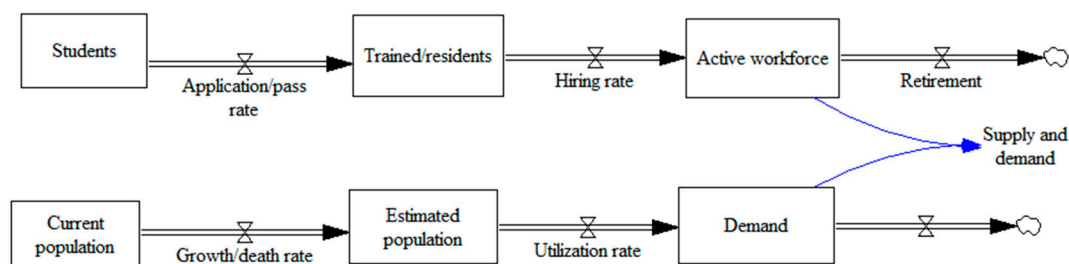 Students
Application/pass
rate
Trained/residents
Hiring rate
Active workforce
Retirement
Supply and
demand
Current
population
Growth/death rate
Estimated
population
Utilization rate
Demand